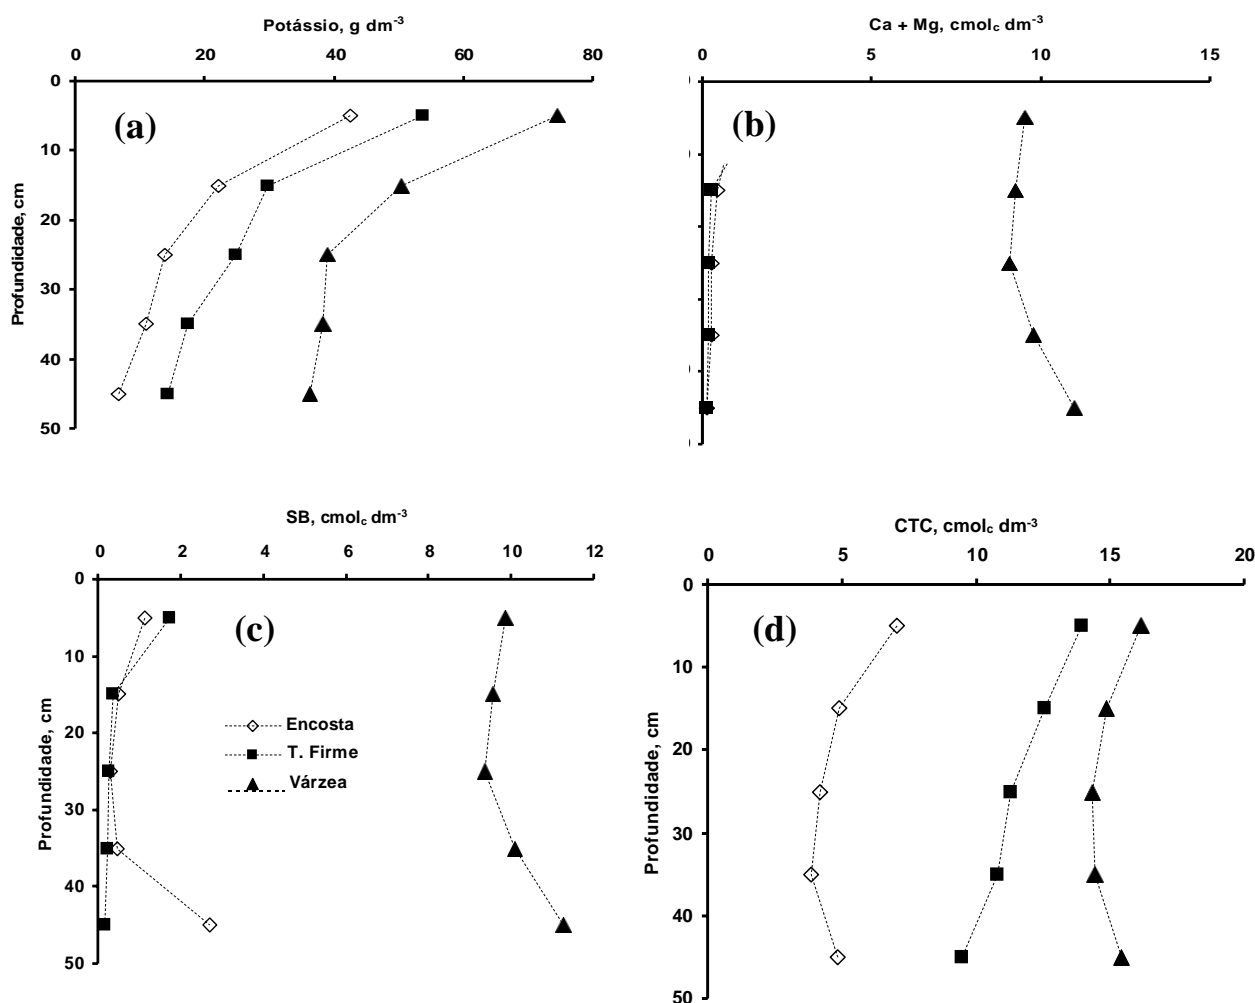 Potássio, g dm-3
0 20 40 60 80
0
10
20
30
40
50
Profundidade, cm
(a)
Ca + Mg, cmolc dm-3
0 5 10 15
(b)
SB, cmolc dm-3
0 2 4 6 8 10 12
0
10
20
30
40
50
Profundidade, cm
(c)
Encosta
T. Firme
Várzea
CTC, cmolc dm-3
0 5 10 15 20
0
10
20
30
40
50
Profundidade, cm
(d)